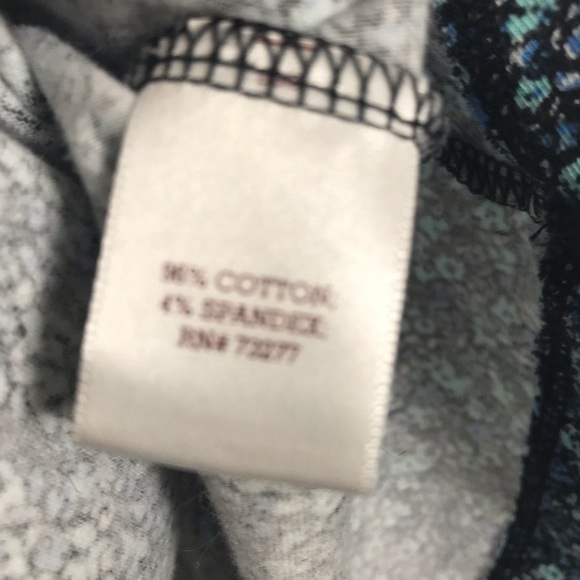 96% COTTON,
4% SPANDEX,
RN# 73277